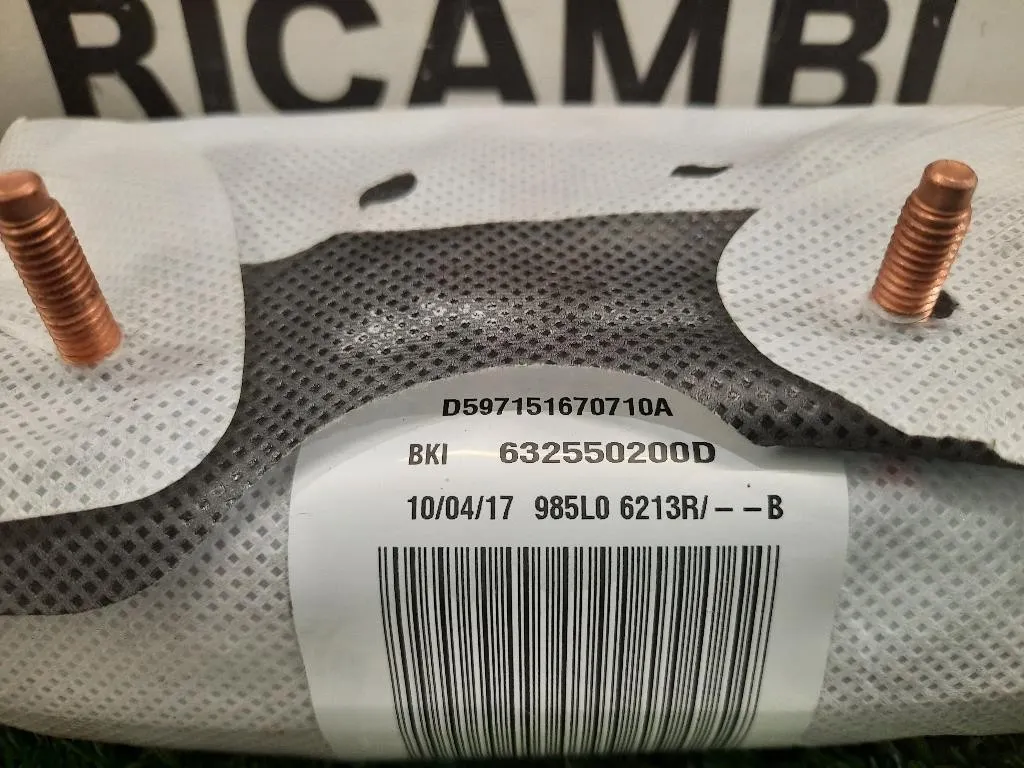 RICAMBI
D597151670710A
BKI 632550200D
10/04/17 985L0 6213R/- -B